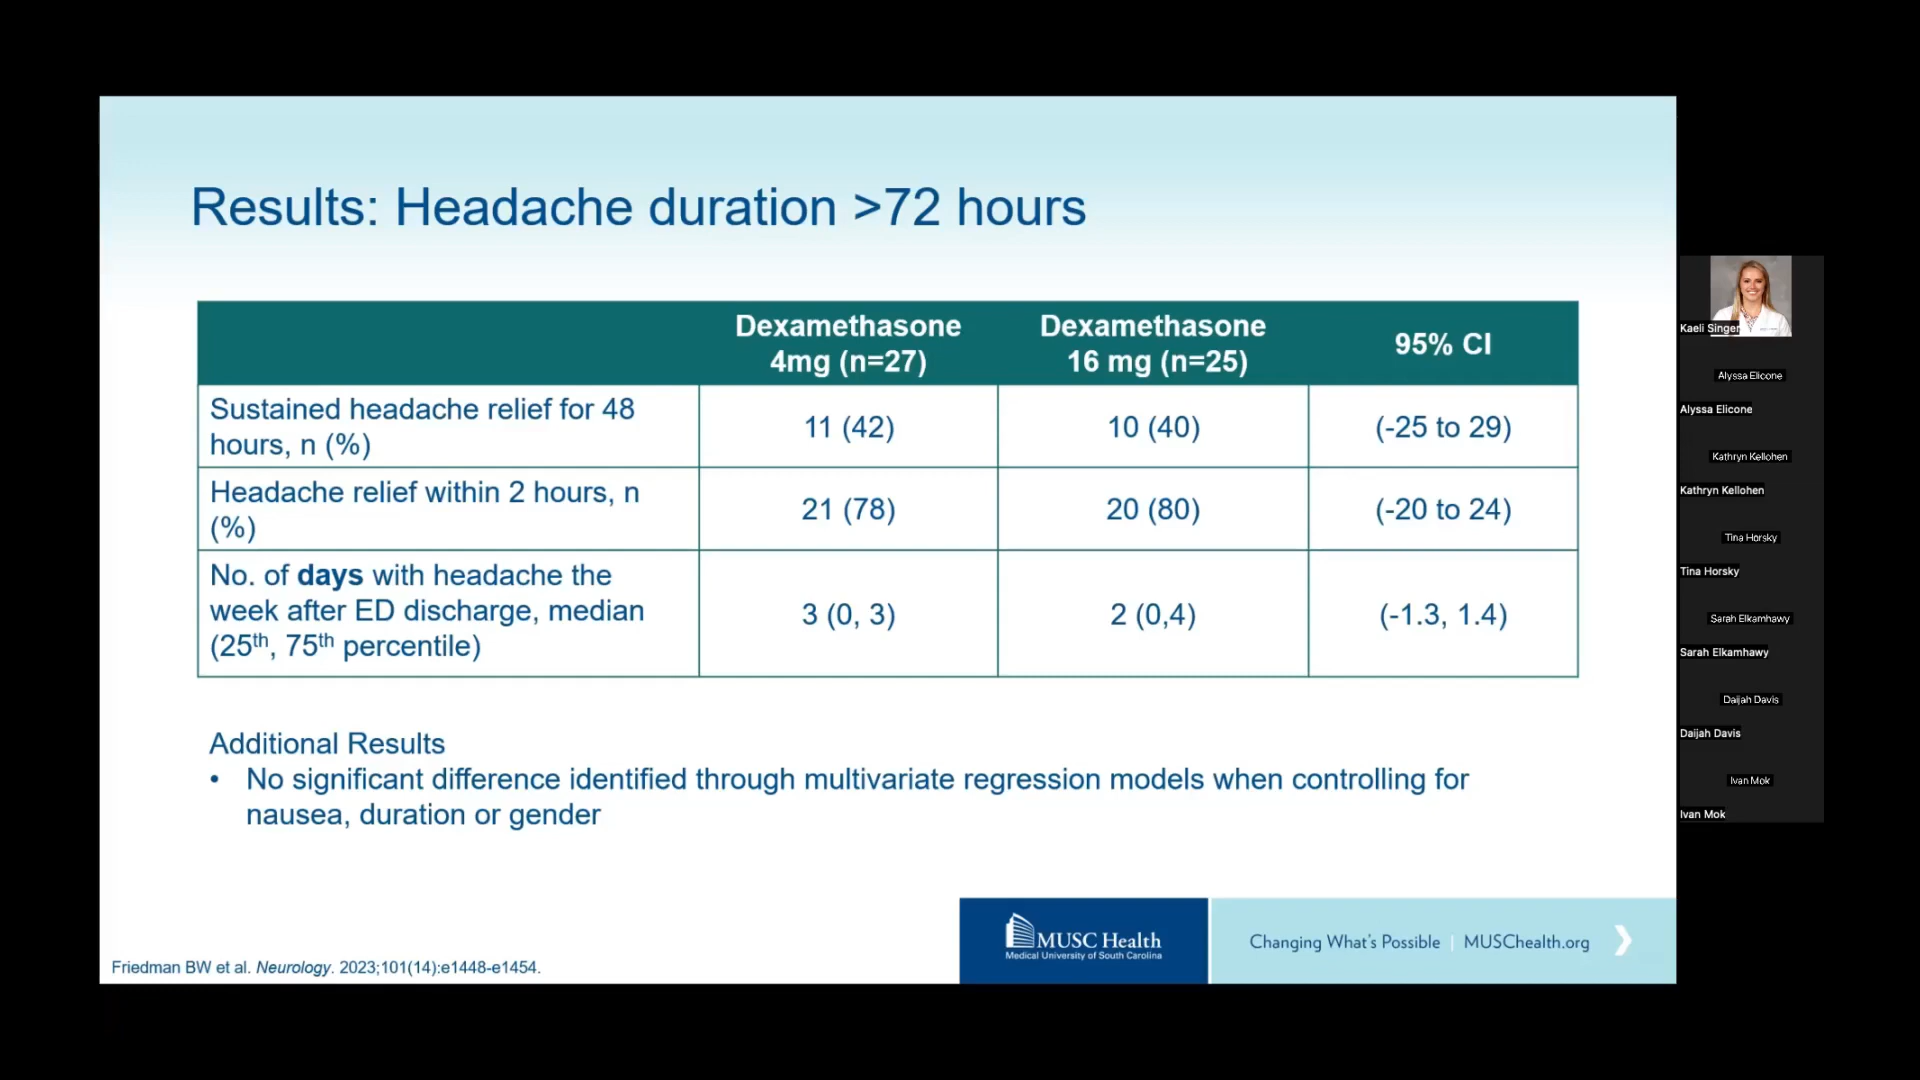 Results: Headache duration >72 hours
Dexamethasone
4mg (n=27)
Dexamethasone
16 mg (n=25)
95% CI
Sustained headache relief for 48
hours, n (%)
11 (42)
10 (40)
(-25 to 29)
Headache relief within 2 hours, n
(%)
21 (78)
20 (80)
(-20 to 24)
No. of days with headache the
week after ED discharge, median
(25th, 75th percentile)
3 (0, 3)
2 (0,4)
(-1.3, 1.4)
Additional Results
• No significant difference identified through multivariate regression models when controlling for
nausea, duration or gender
Friedman BW et al. Neurology. 2023;101(14):e1448-e1454.
MUSC Health
Medical University of South Carolina
Changing What's Possible | MUSChealth.org
Kaeli Singer
Alyssa Elicone
Alyssa Elicone
Kathryn Kellohen
Kathryn Kellohen
Tina Horsky
Tina Horsky
Sarah Elkamhawy
Sarah Elkamhawy
Daijah Davis
Daijah Davis
Ivan Mok
Ivan Mok